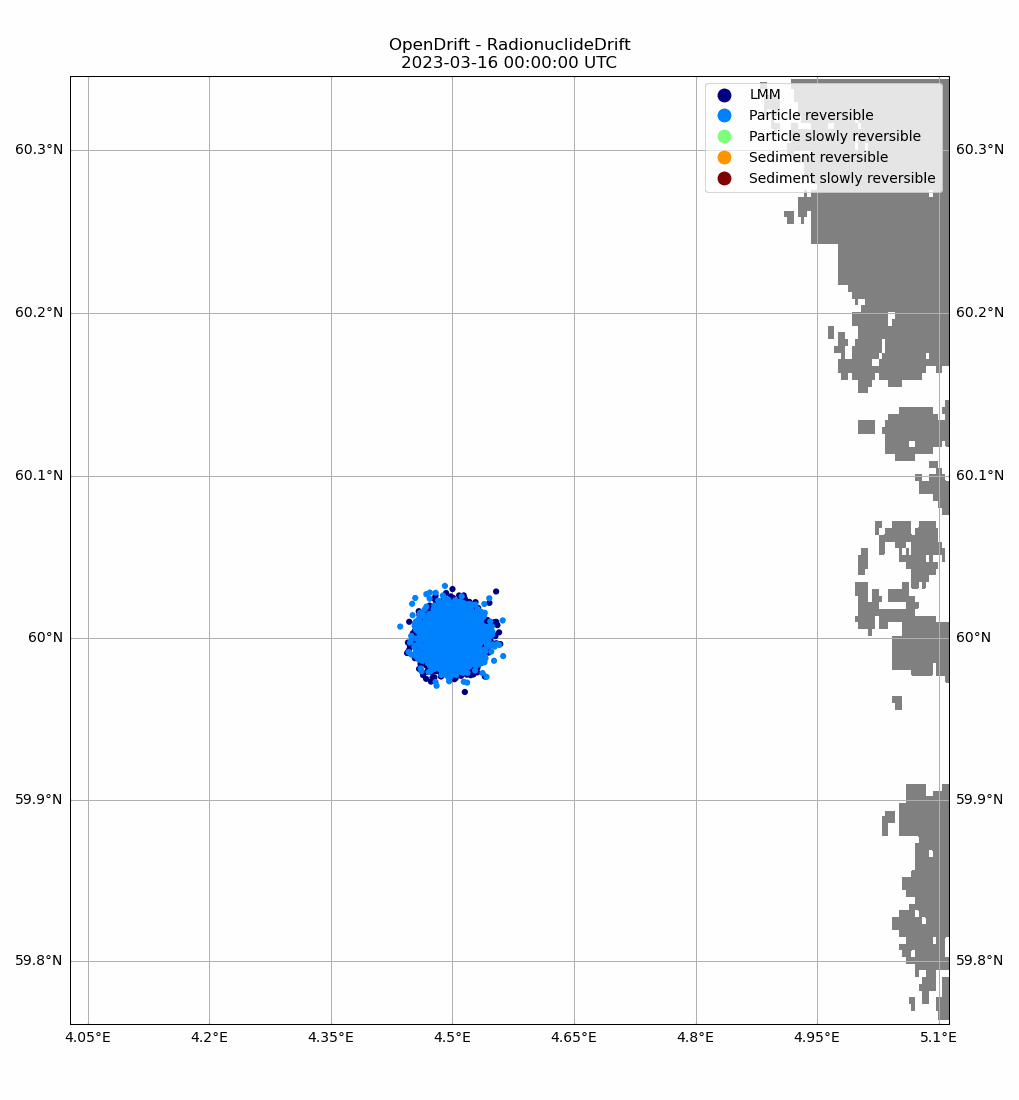 OpenDrift - RadionuclideDrift
2023-03-16 00:00:00 UTC
LMM
Particle reversible
Particle slowly reversible
Sediment reversible
Sediment slowly reversible
60.3°N 60.3°N
60.2°N 60.2°N
60.1°N 60.1°N
60°N 60°N
59.9°N 59.9°N
59.8°N 59.8°N
4.05°E 4.2°E 4.35°E 4.5°E 4.65°E 4.8°E 4.95°E 5.1°E